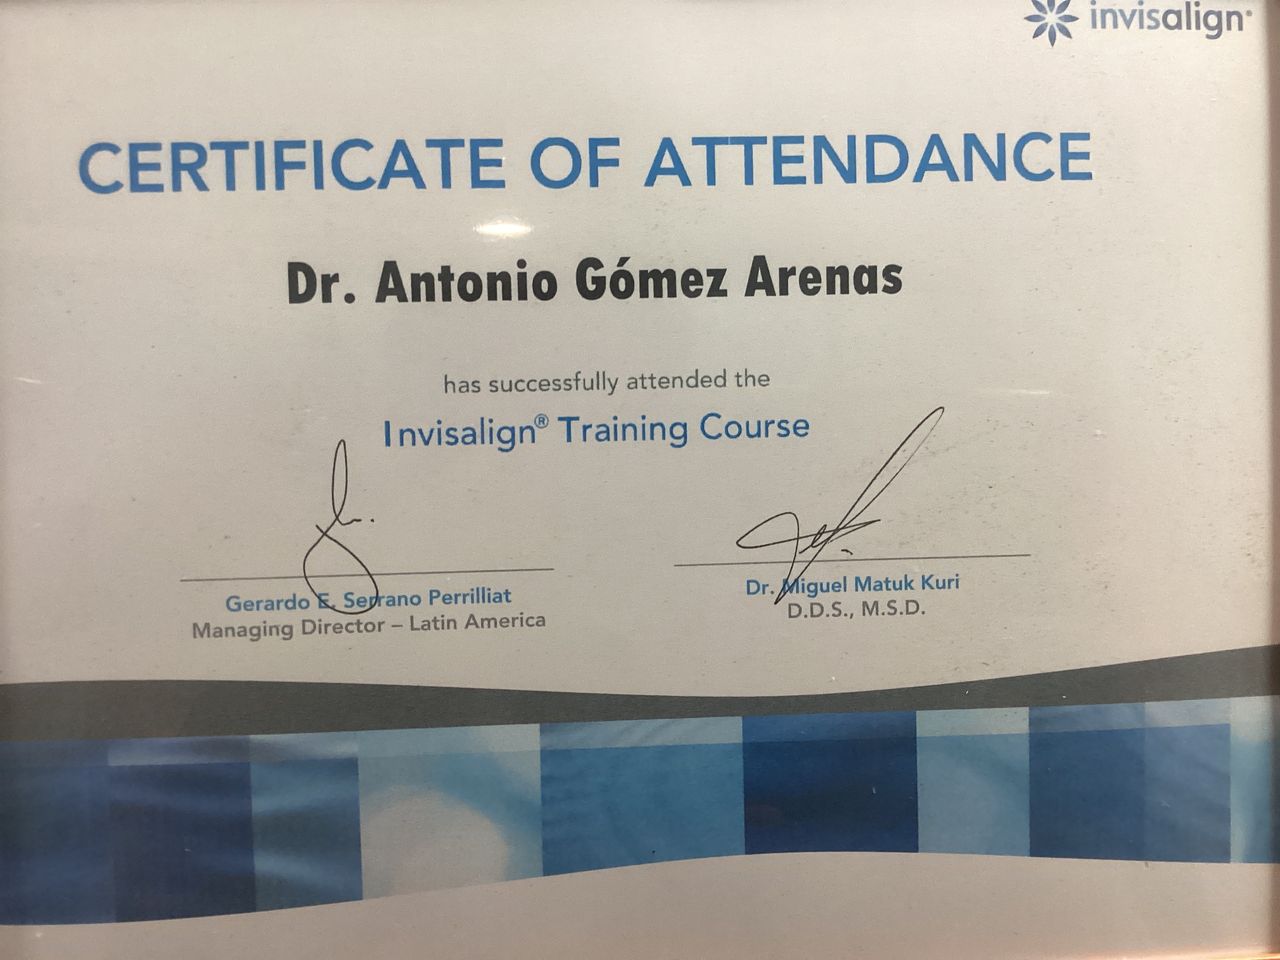 invisalign®
CERTIFICATE OF ATTENDANCE
Dr. Antonio Gómez Arenas
has successfully attended the
Invisalign® Training Course
Gerardo E. Serrano Perrilliat
Managing Director – Latin America
Dr. Miguel Matuk Kuri
D.D.S., M.S.D.